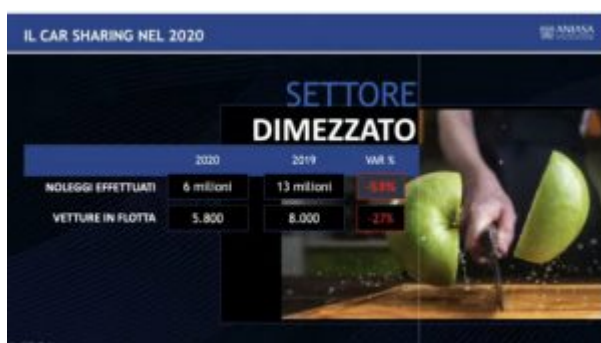 IL CAR SHARING NEL 2020
ANIASA
SETTORE
DIMEZZATO
2020 2019 VAR %
NOLEGGI EFFETTUATI 6 milioni 13 milioni
VETTURE IN FLOTTA 5.800 8.000 -27%